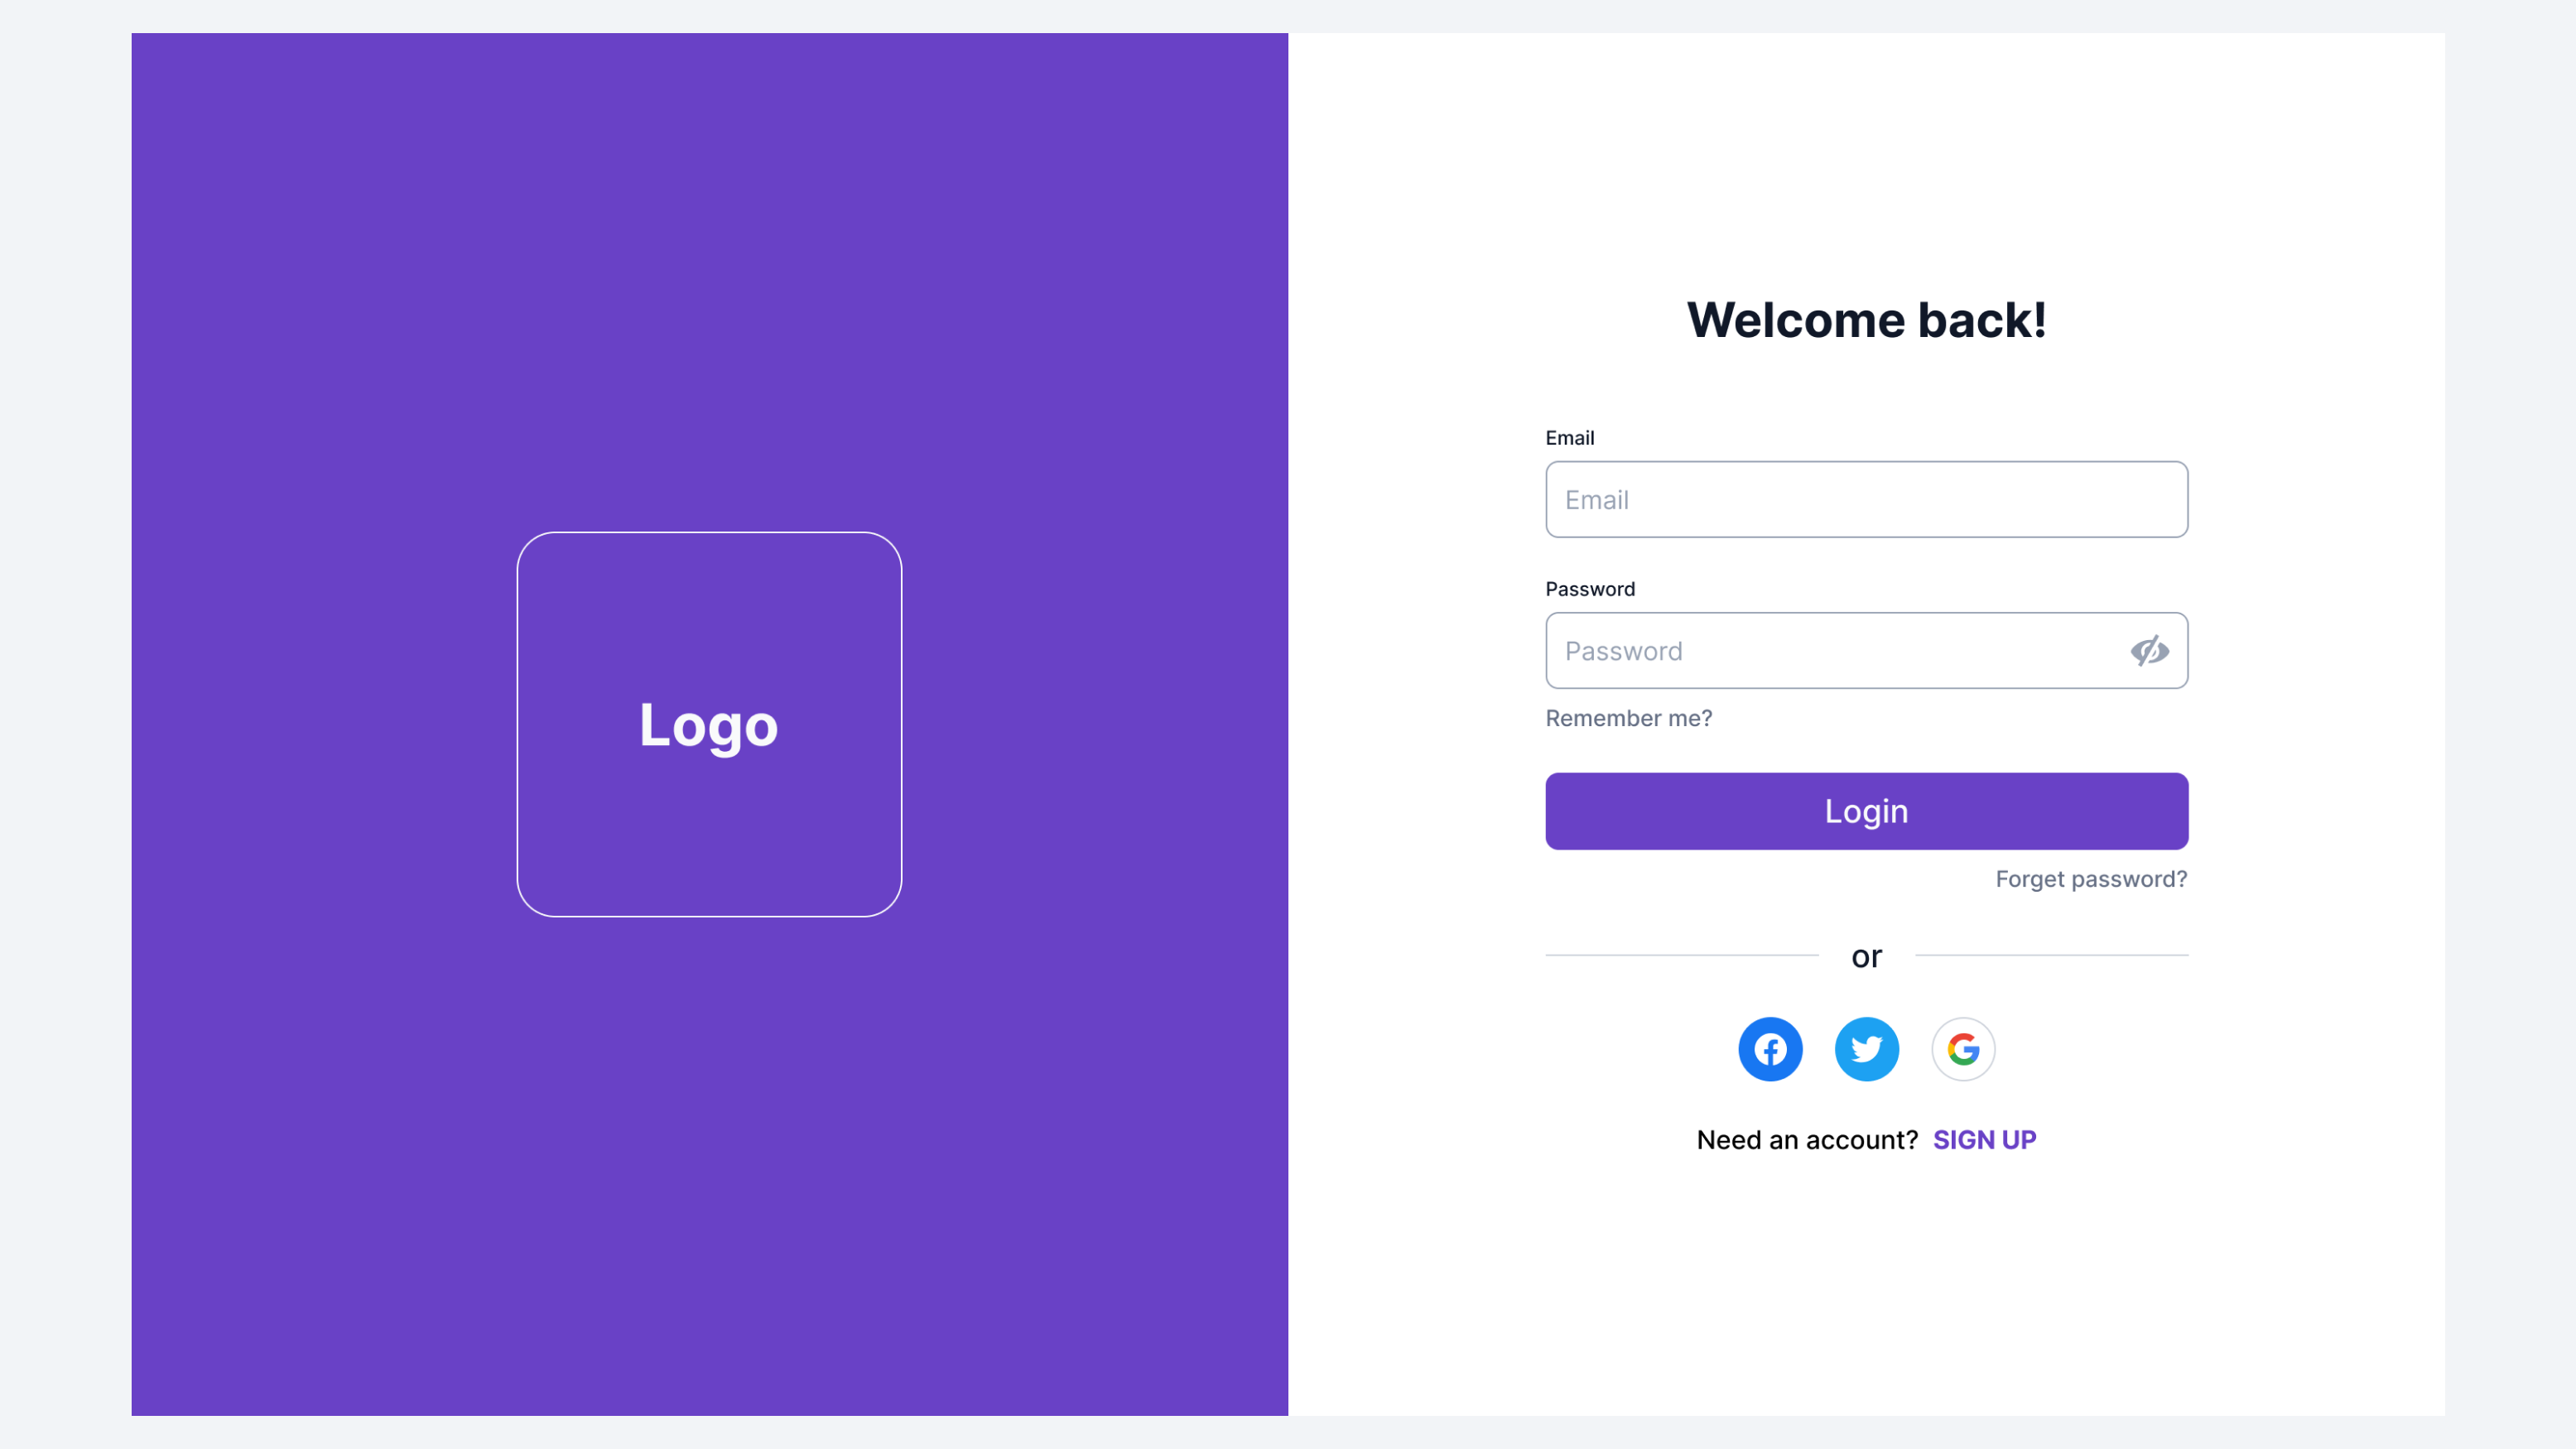 Logo
Welcome back!
Email
Email
Password
Password
Remember me?
Login
Forget password?
or
Need an account? SIGN UP